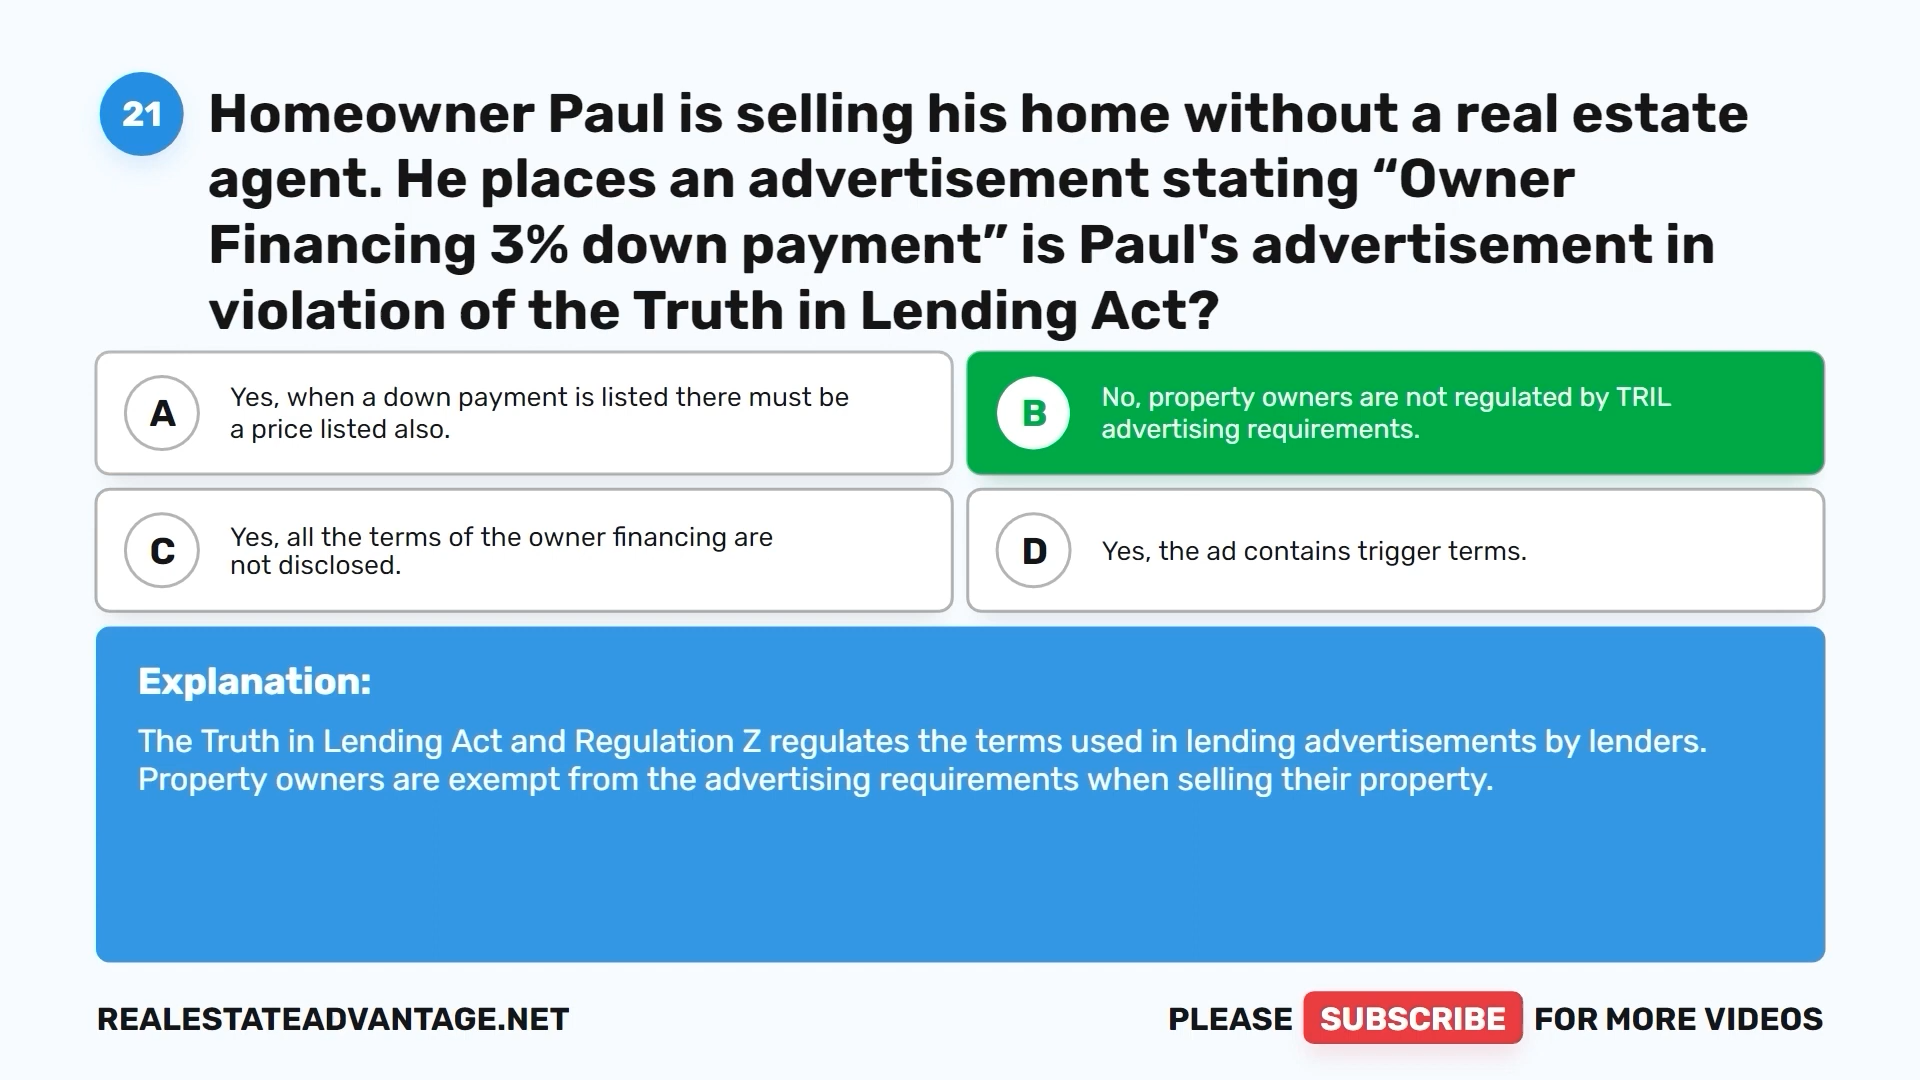 21
Homeowner Paul is selling his home without a real estate
agent. He places an advertisement stating “Owner
Financing 3% down payment” is Paul's advertisement in
violation of the Truth in Lending Act?
A
Yes, when a down payment is listed there must be
a price listed also.
B
No, property owners are not regulated by TRIL
advertising requirements.
C
Yes, all the terms of the owner financing are
not disclosed.
D
Yes, the ad contains trigger terms.
Explanation:
The Truth in Lending Act and Regulation Z regulates the terms used in lending advertisements by lenders.
Property owners are exempt from the advertising requirements when selling their property.
REALESTATEADVANTAGE.NET
PLEASE SUBSCRIBE FOR MORE VIDEOS